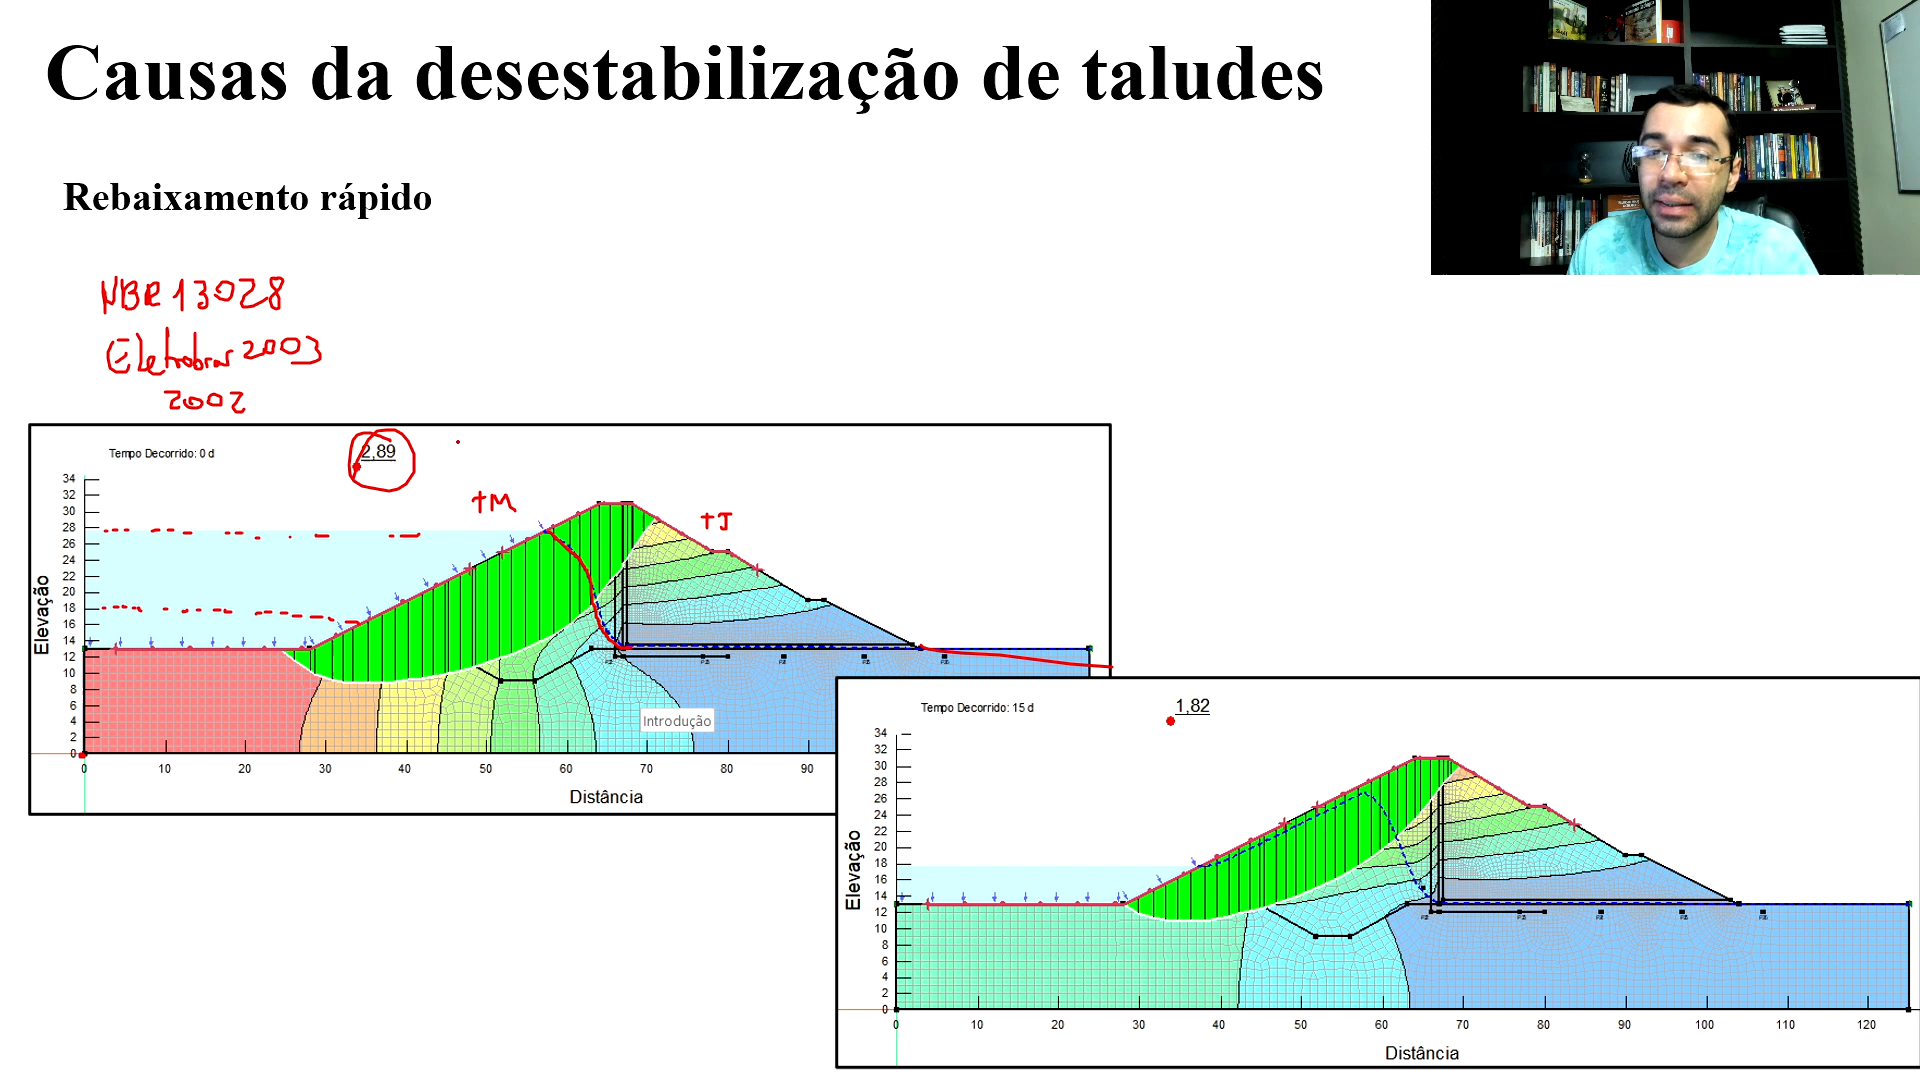 Causas da desestabilização de taludes
Rebaixamento rápido
NBR 13028
Eletrobras 2003
2002
Tempo Decorrido: 0 d
2,89
+M
+J
34
32
30
28
26
24
22
20
18
16
14
12
10
8
6
4
2
0
Elevação
Introdução
0 10 20 30 40 50 60 70 80 90
Distância
Tempo Decorrido: 15 d
1,82
34
32
30
28
26
24
22
20
18
16
14
12
10
8
6
4
2
0
Elevação
0 10 20 30 40 50 60 70 80 90 100 110 120
Distância